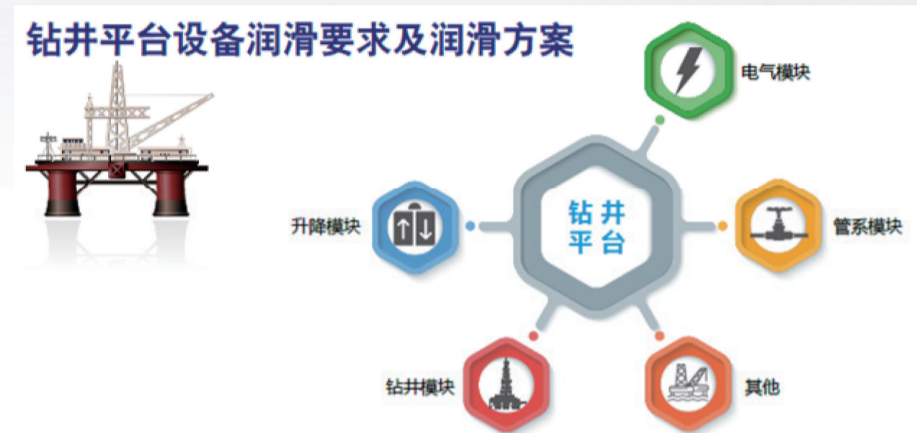 钻井平台设备润滑要求及润滑方案
电气模块
升降模块
钻井
平台
管系模块
钻井模块
其他